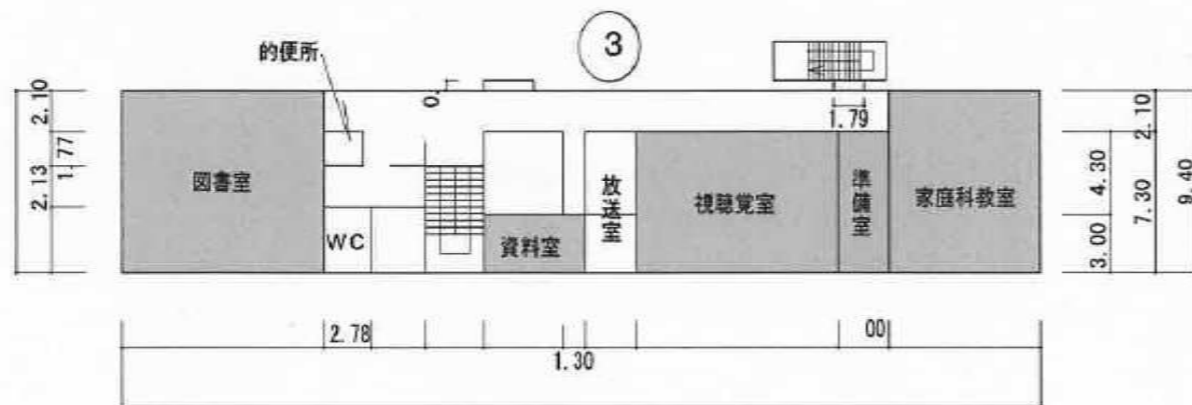 3
的便所
0.
1.79
2.10
1.77
2.13
図書室
WC
資料室
放送室
視聴覚室
準備室
家庭科教室
2.10
4.30
3.00
7.30
9.40
2.78
00
1.30